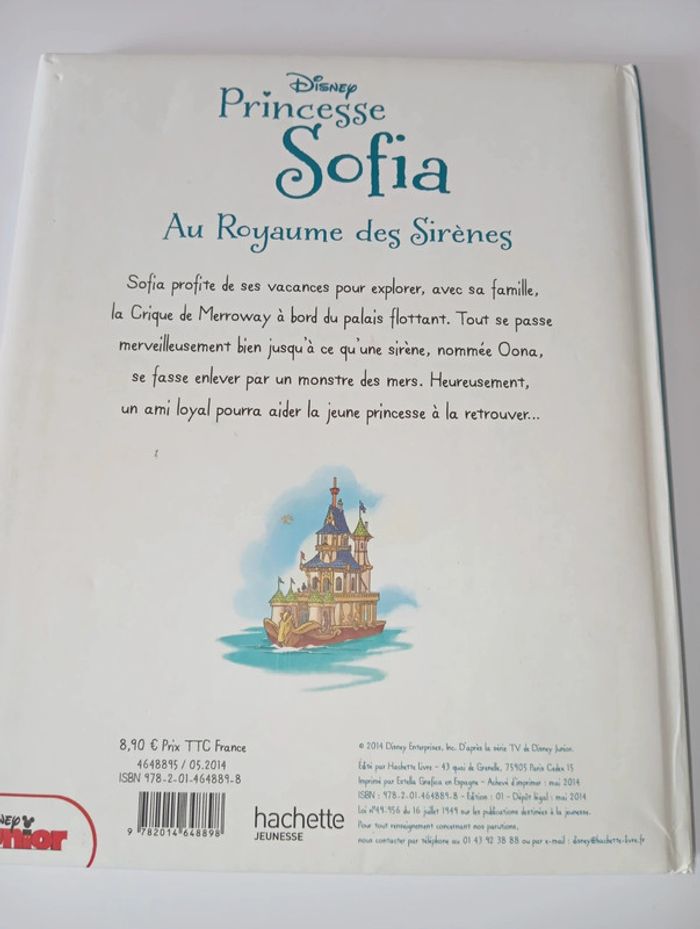 Disney
Princesse
Sofia
Au Royaume des Sirènes
Sofia profite de ses vacances pour explorer, avec sa famille,
la Crique de Merroway à bord du palais flottant. Tout se passe
merveilleusement bien jusqu'à ce qu'une sirène, nommée Oona,
se fasse enlever par un monstre des mers. Heureusement,
un ami loyal pourra aider la jeune princesse à la retrouver...
8,90 € Prix TTC France
4648895 / 05.2014
ISBN 978-2-01-464889-8
9 782014 648898
hachette
JEUNESSE
© 2014 Disney Enterprises, Inc. D'après la série TV de Disney Junior.
Édité par Hachette Livre – 43 quai de Grenelle, 75905 Paris Cedex 15
Imprimé par Estella Grafica en Espagne - Achevé d'imprimer : mai 2014
ISBN : 978-2-01-464889-8 - Édition : 01 - Dépôt légal : mai 2014
Loi n°49-956 du 16 juillet 1949 sur les publications destinées à la jeunesse.
Pour tout renseignement concernant nos parutions,
nous contacter par téléphone au 01 43 92 38 88 ou par e-mail : disney@hachette-livre.fr
NEY
unior